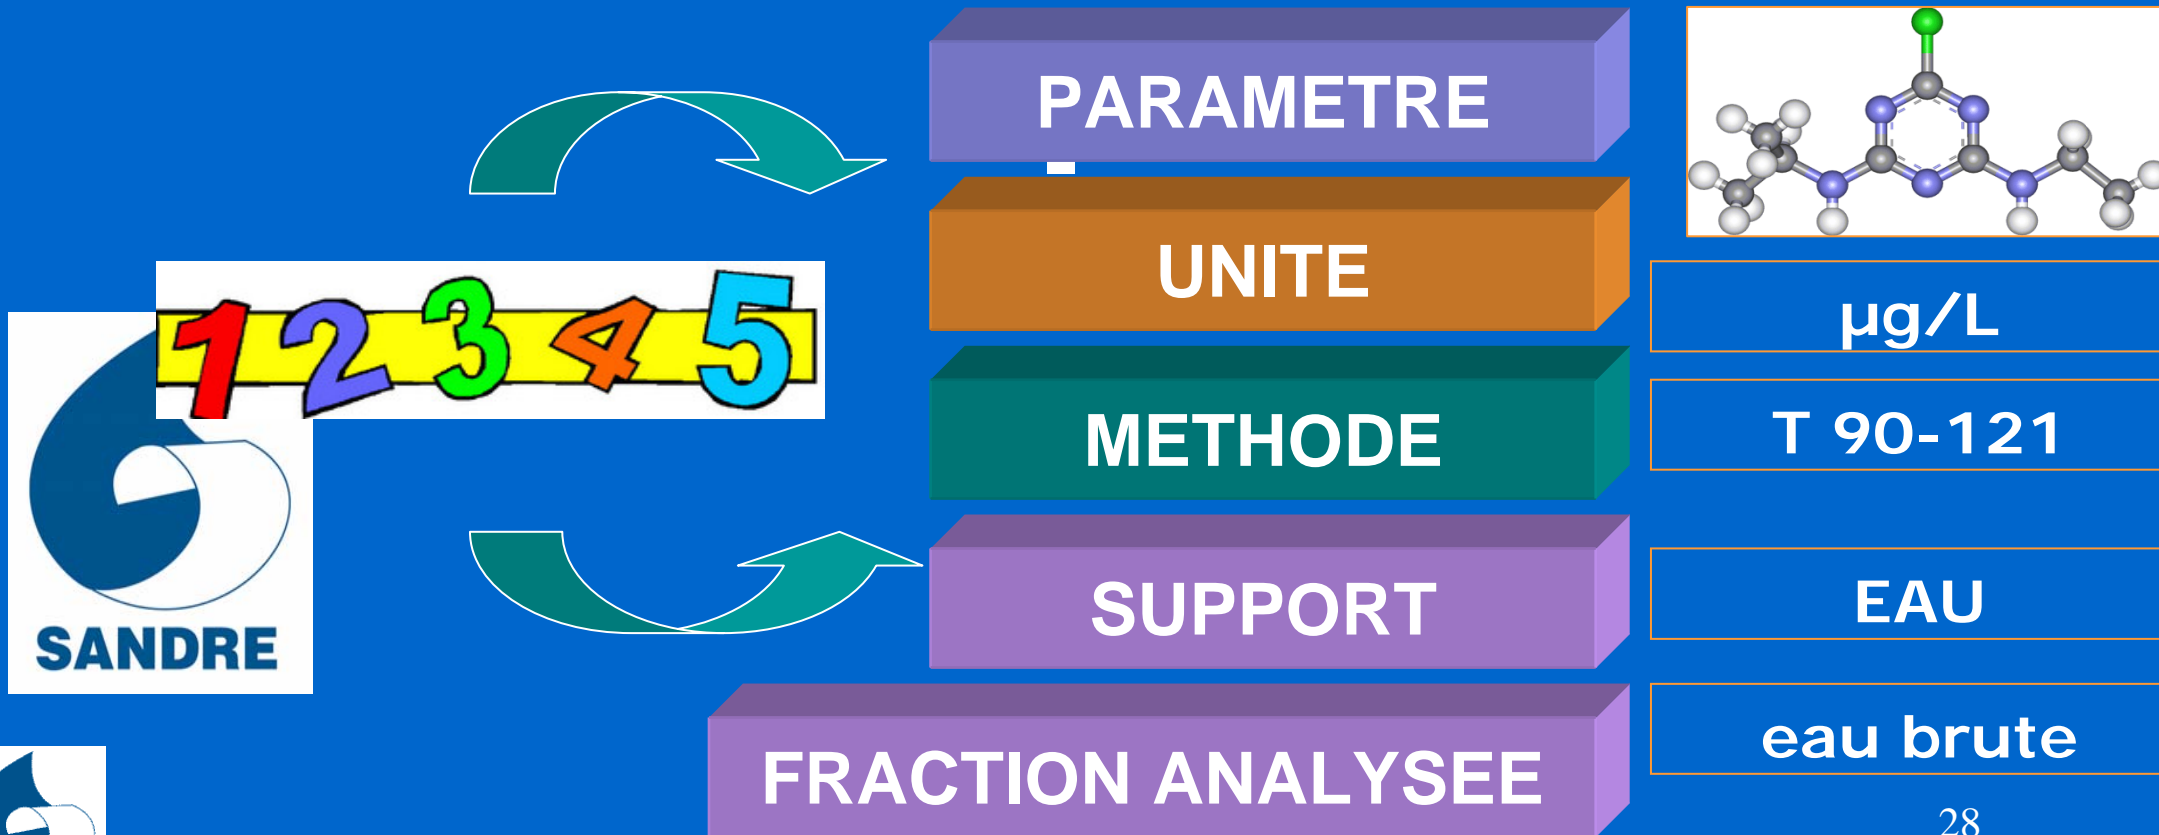 PARAMETRE
UNITE
µg/L
1 2 3 4 5
METHODE
T 90-121
SANDRE
SUPPORT
EAU
FRACTION ANALYSEE
eau brute
28